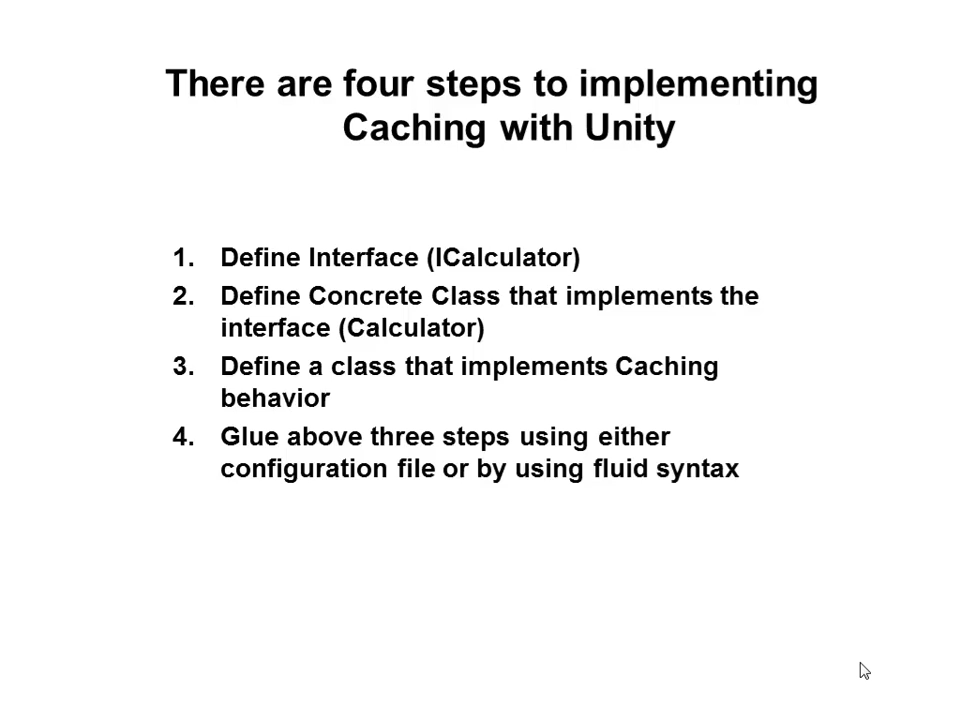 There are four steps to implementing
Caching with Unity
1. Define Interface (ICalculator)
2. Define Concrete Class that implements the
interface (Calculator)
3. Define a class that implements Caching
behavior
4. Glue above three steps using either
configuration file or by using fluid syntax